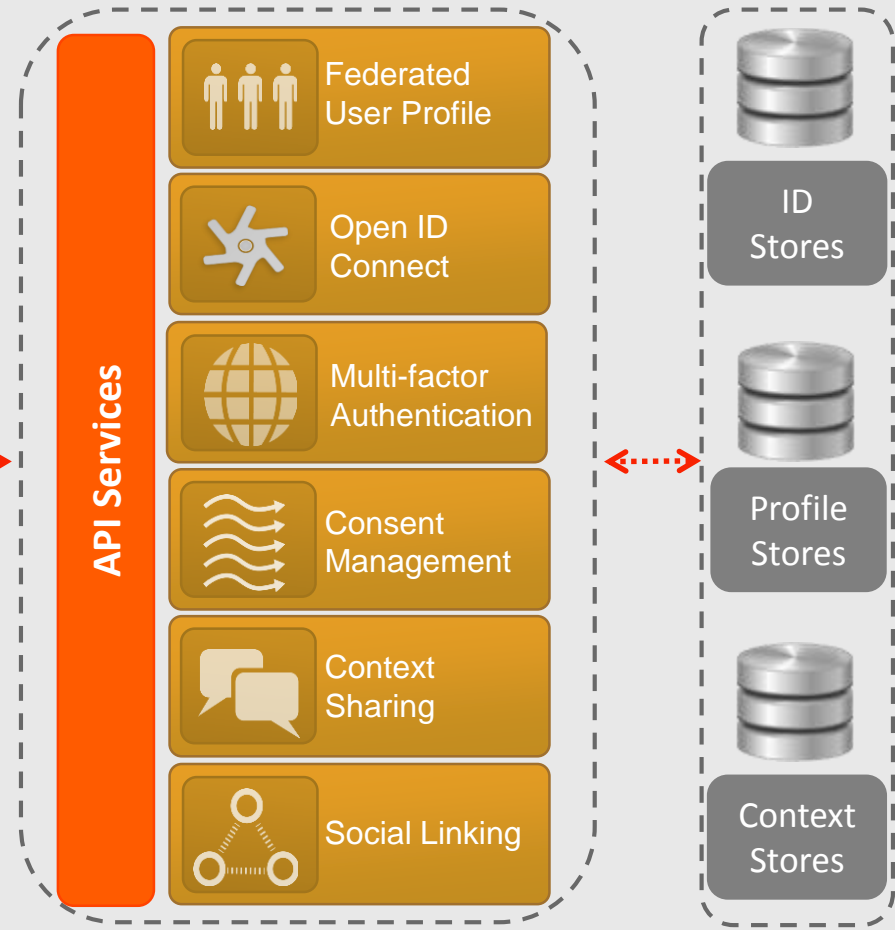 API Services
Federated
User Profile
Open ID
Connect
Multi-factor
Authentication
Consent
Management
Context
Sharing
Social Linking
ID
Stores
Profile
Stores
Context
Stores